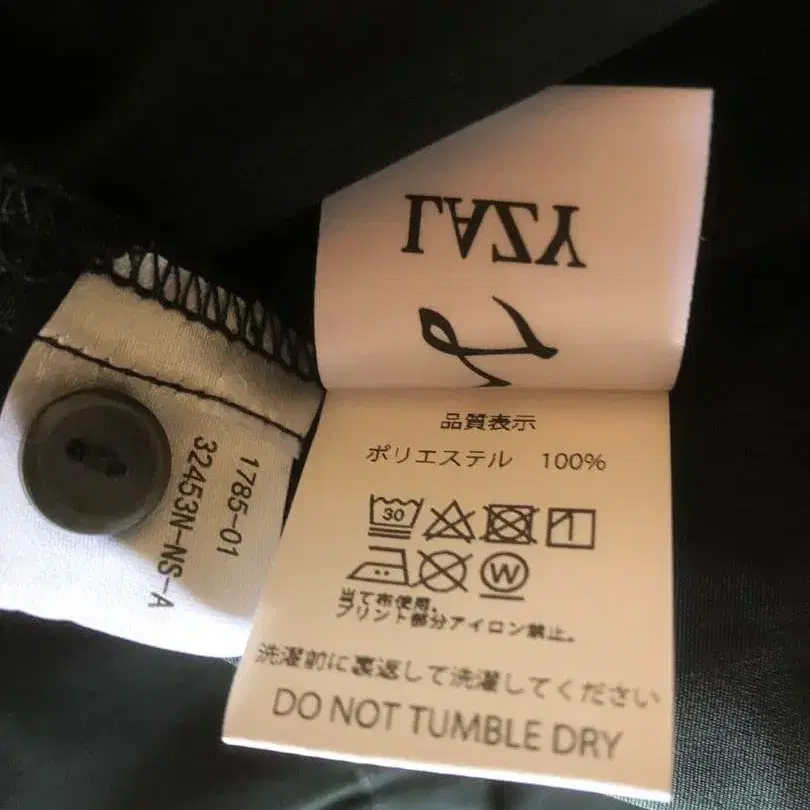 LAZY
品質表示
ポリエステル 100%
30
W
当て布使用。
プリント部分アイロン禁止。
洗濯前に裏返して洗濯してください
DO NOT TUMBLE DRY
1785-01
32453N-NS-A